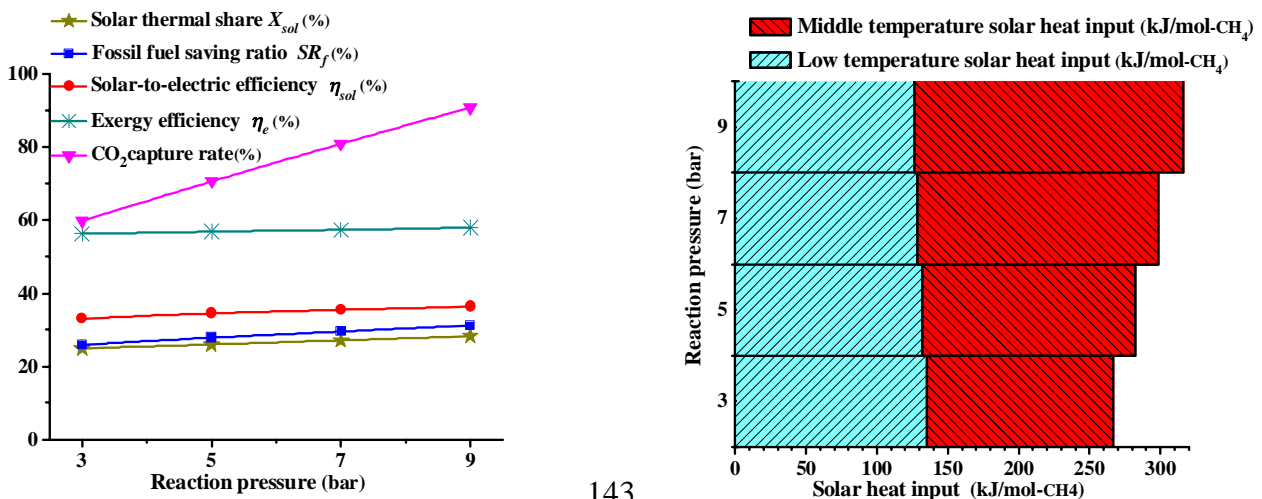 Solar thermal share X_sol (%)
Fossil fuel saving ratio SR_f (%)
Solar-to-electric efficiency η_sol (%)
Exergy efficiency η_e (%)
CO₂capture rate(%)
100
80
60
40
20
0
3
5
7
9
Reaction pressure (bar)
143
Middle temperature solar heat input (kJ/mol-CH₄)
Low temperature solar heat input (kJ/mol-CH₄)
Reaction pressure (bar)
9
7
5
3
0
50
100
150
200
250
300
Solar heat input (kJ/mol-CH4)